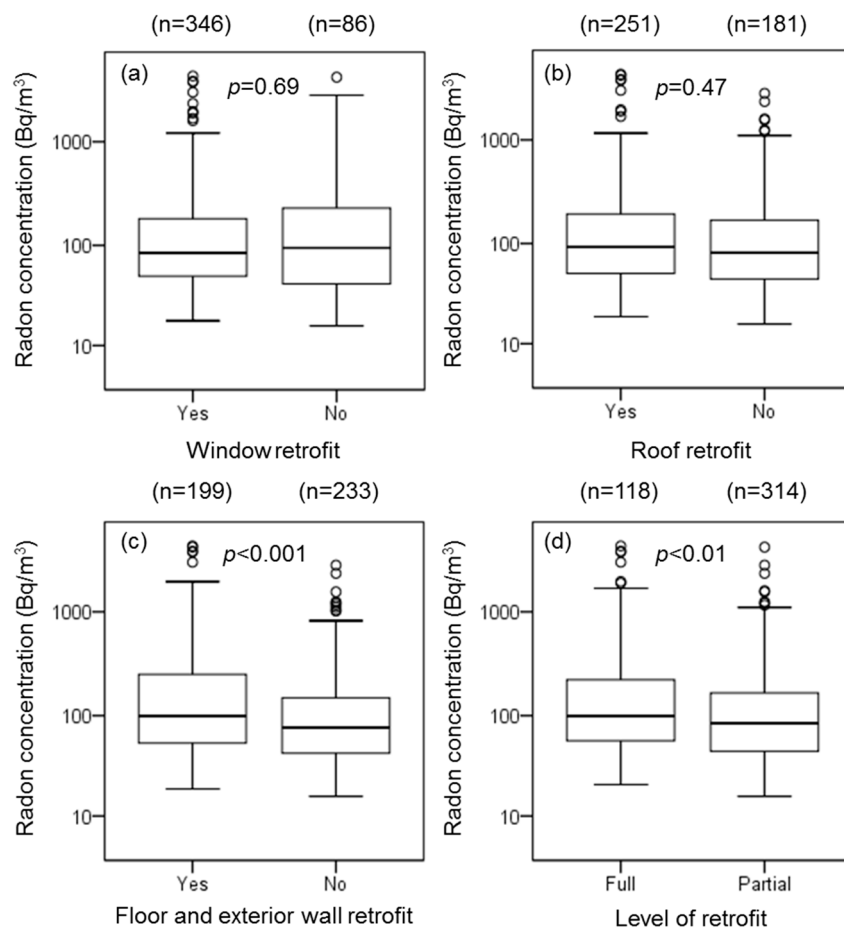 (n=346) (n=86)
(a)
p=0.69
Radon concentration (Bq/m³)
1000
100
10
Yes No
Window retrofit
(n=251) (n=181)
(b)
p=0.47
Radon concentration (Bq/m³)
1000
100
10
Yes No
Roof retrofit
(n=199) (n=233)
(c)
p<0.001
Radon concentration (Bq/m³)
1000
100
10
Yes No
Floor and exterior wall retrofit
(n=118) (n=314)
(d)
p<0.01
Radon concentration (Bq/m³)
1000
100
10
Full Partial
Level of retrofit